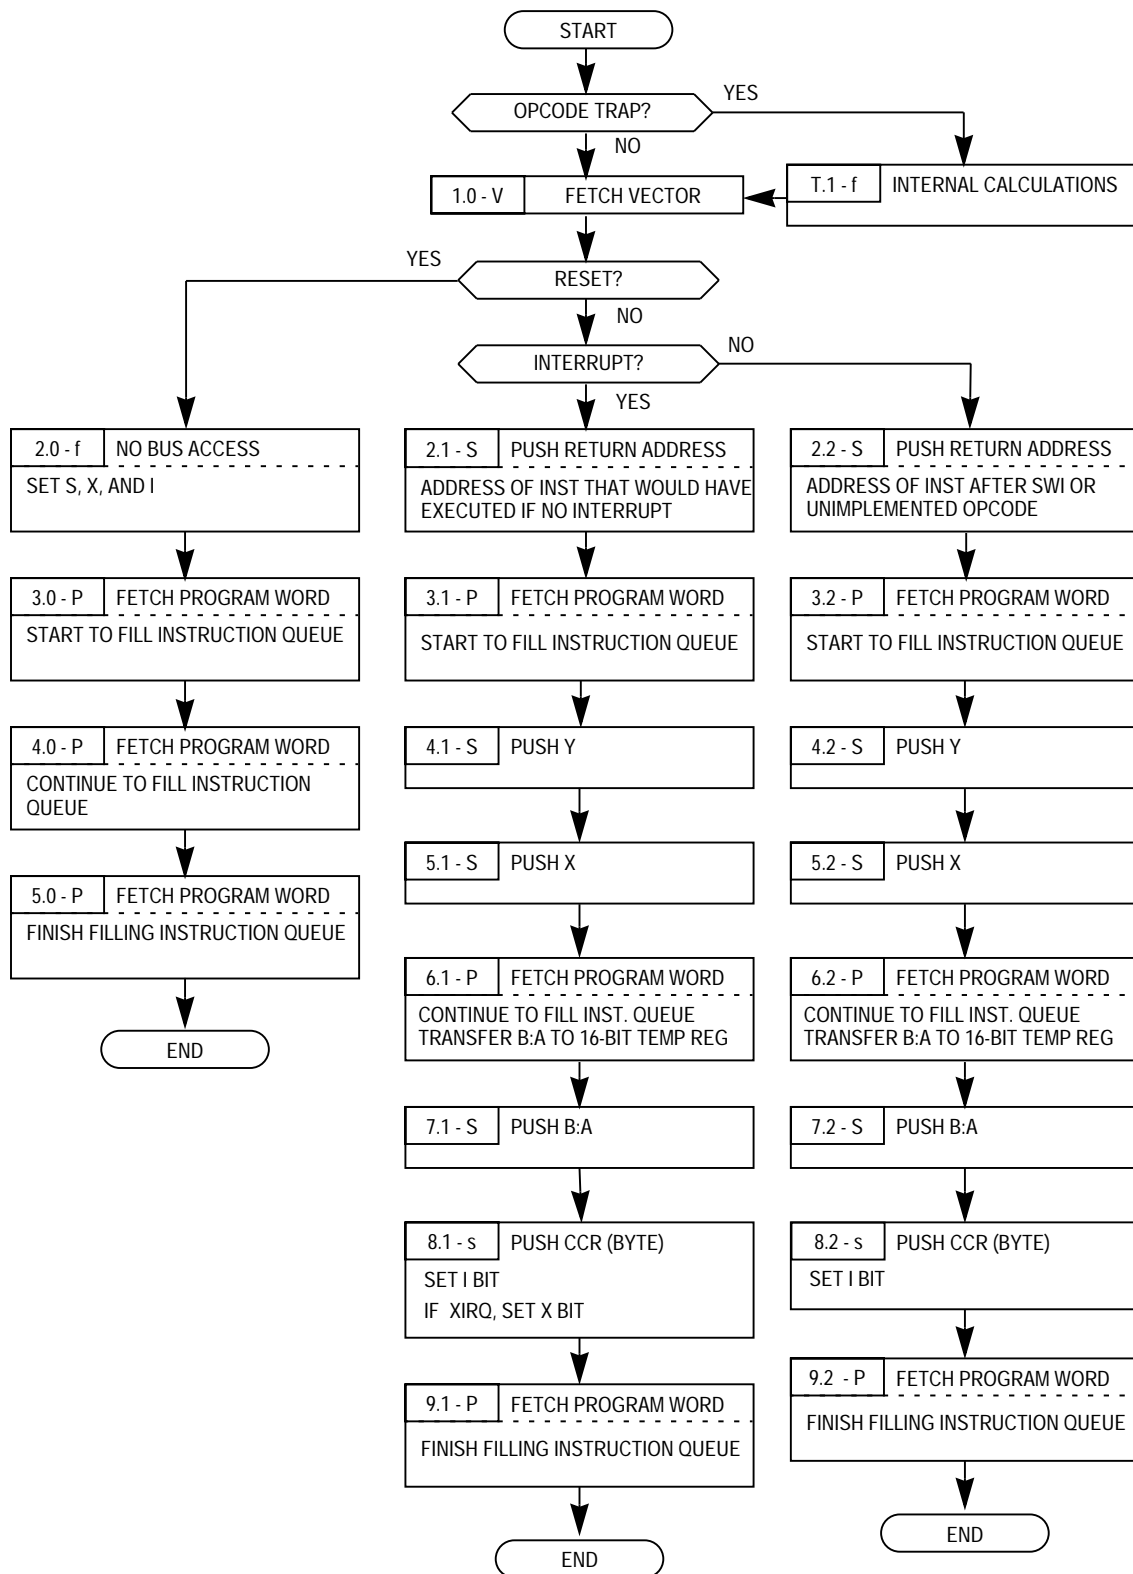 START
OPCODE TRAP?
YES
NO
T.1 - f INTERNAL CALCULATIONS
1.0 - V FETCH VECTOR
YES
RESET?
NO
INTERRUPT?
NO
YES
2.0 - f NO BUS ACCESS
SET S, X, AND I
3.0 - P FETCH PROGRAM WORD
START TO FILL INSTRUCTION QUEUE
4.0 - P FETCH PROGRAM WORD
CONTINUE TO FILL INSTRUCTION
QUEUE
5.0 - P FETCH PROGRAM WORD
FINISH FILLING INSTRUCTION QUEUE
END
2.1 - S PUSH RETURN ADDRESS
ADDRESS OF INST THAT WOULD HAVE
EXECUTED IF NO INTERRUPT
3.1 - P FETCH PROGRAM WORD
START TO FILL INSTRUCTION QUEUE
4.1 - S PUSH Y
5.1 - S PUSH X
6.1 - P FETCH PROGRAM WORD
CONTINUE TO FILL INST. QUEUE
TRANSFER B:A TO 16-BIT TEMP REG
7.1 - S PUSH B:A
8.1 - s PUSH CCR (BYTE)
SET I BIT
IF XIRQ, SET X BIT
9.1 - P FETCH PROGRAM WORD
FINISH FILLING INSTRUCTION QUEUE
END
2.2 - S PUSH RETURN ADDRESS
ADDRESS OF INST AFTER SWI OR
UNIMPLEMENTED OPCODE
3.2 - P FETCH PROGRAM WORD
START TO FILL INSTRUCTION QUEUE
4.2 - S PUSH Y
5.2 - S PUSH X
6.2 - P FETCH PROGRAM WORD
CONTINUE TO FILL INST. QUEUE
TRANSFER B:A TO 16-BIT TEMP REG
7.2 - S PUSH B:A
8.2 - s PUSH CCR (BYTE)
SET I BIT
9.2 - P FETCH PROGRAM WORD
FINISH FILLING INSTRUCTION QUEUE
END